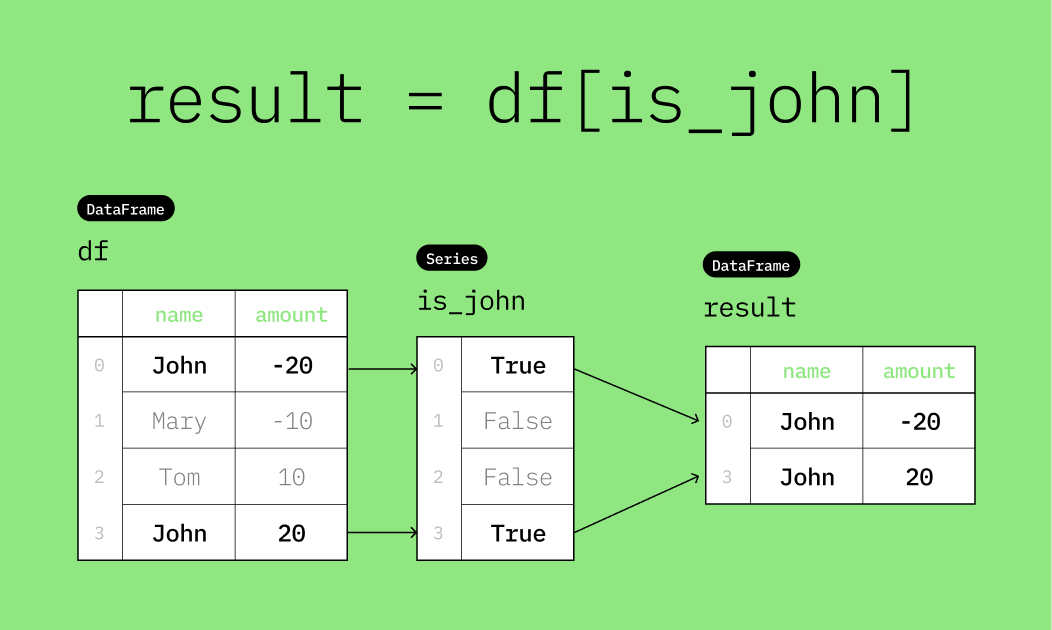 result = df[is_john]
DataFrame
df
name amount
0 John -20
1 Mary -10
2 Tom 10
3 John 20
Series
is_john
0 True
1 False
2 False
3 True
DataFrame
result
name amount
0 John -20
3 John 20